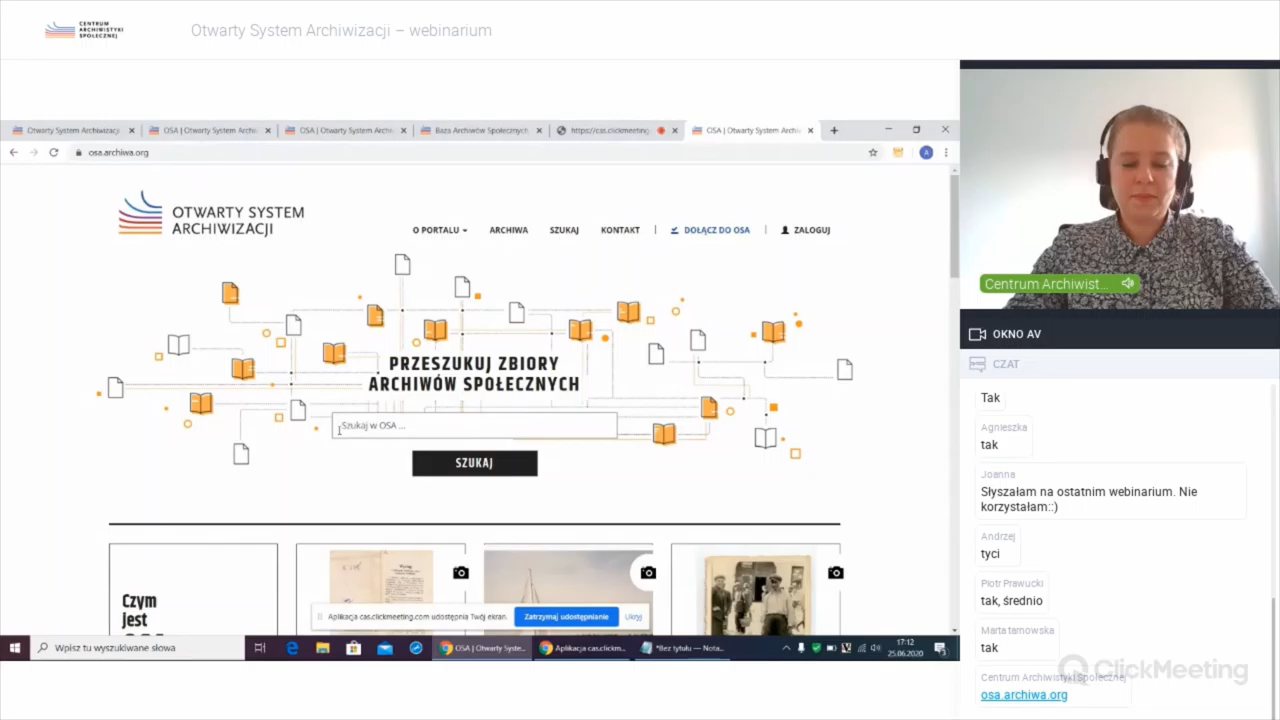 CENTRUM
ARCHIWISTYKI
SPOŁECZNEJ
Otwarty System Archiwizacji – webinarium
Otwarty System Archiwizacji
OSA | Otwarty System Archi
OSA | Otwarty System Archi
Baza Archiwów Społecznych
https://cas.clickmeeting
OSA | Otwarty System Archi
osa.archiwa.org
A
OTWARTY SYSTEM
ARCHIWIZACJI
O PORTALU
ARCHIWA
SZUKAJ
KONTAKT
DOŁĄCZ DO OSA
ZALOGUJ
PRZESZUKUJ ZBIORY
ARCHIWÓW SPOŁECZNYCH
Szukaj w OSA ...
SZUKAJ
Czym
jest
Aplikacja cas.clickmeeting.com udostępnia Twój ekran.
Zatrzymaj udostępnianie
Ukryj
Wpisz tu wyszukiwane słowa
OSA | Otwarty Syste...
Aplikacja cas.clickm...
*Bez tytułu — Nota...
17:12
25.06.2020
Centrum Archiwist...
OKNO AV
CZAT
Tak
Agnieszka
tak
Joanna
Słyszałam na ostatnim webinarium. Nie
korzystałam::)
Andrzej
tyci
Piotr Prawucki
tak, średnio
Marta tarnowska
tak
Centrum Archiwistyki Społecznej
osa.archiwa.org
ClickMeeting